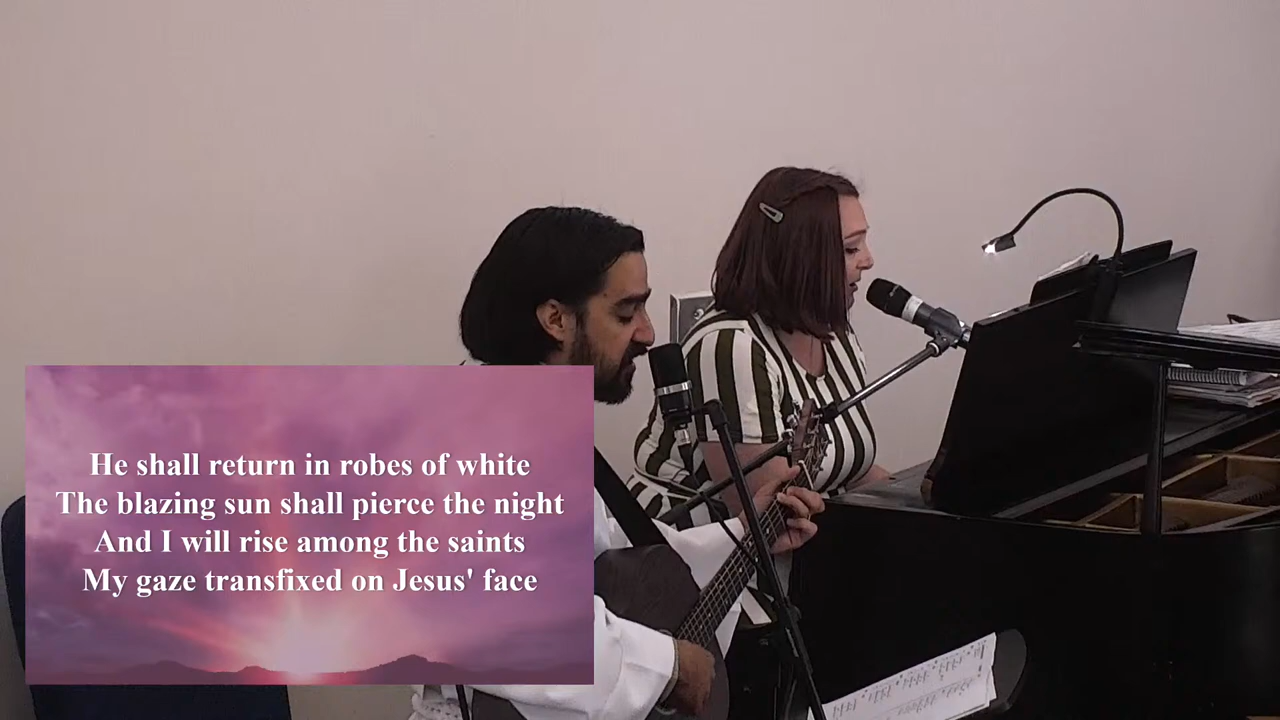 He shall return in robes of white
The blazing sun shall pierce the night
And I will rise among the saints
My gaze transfixed on Jesus' face